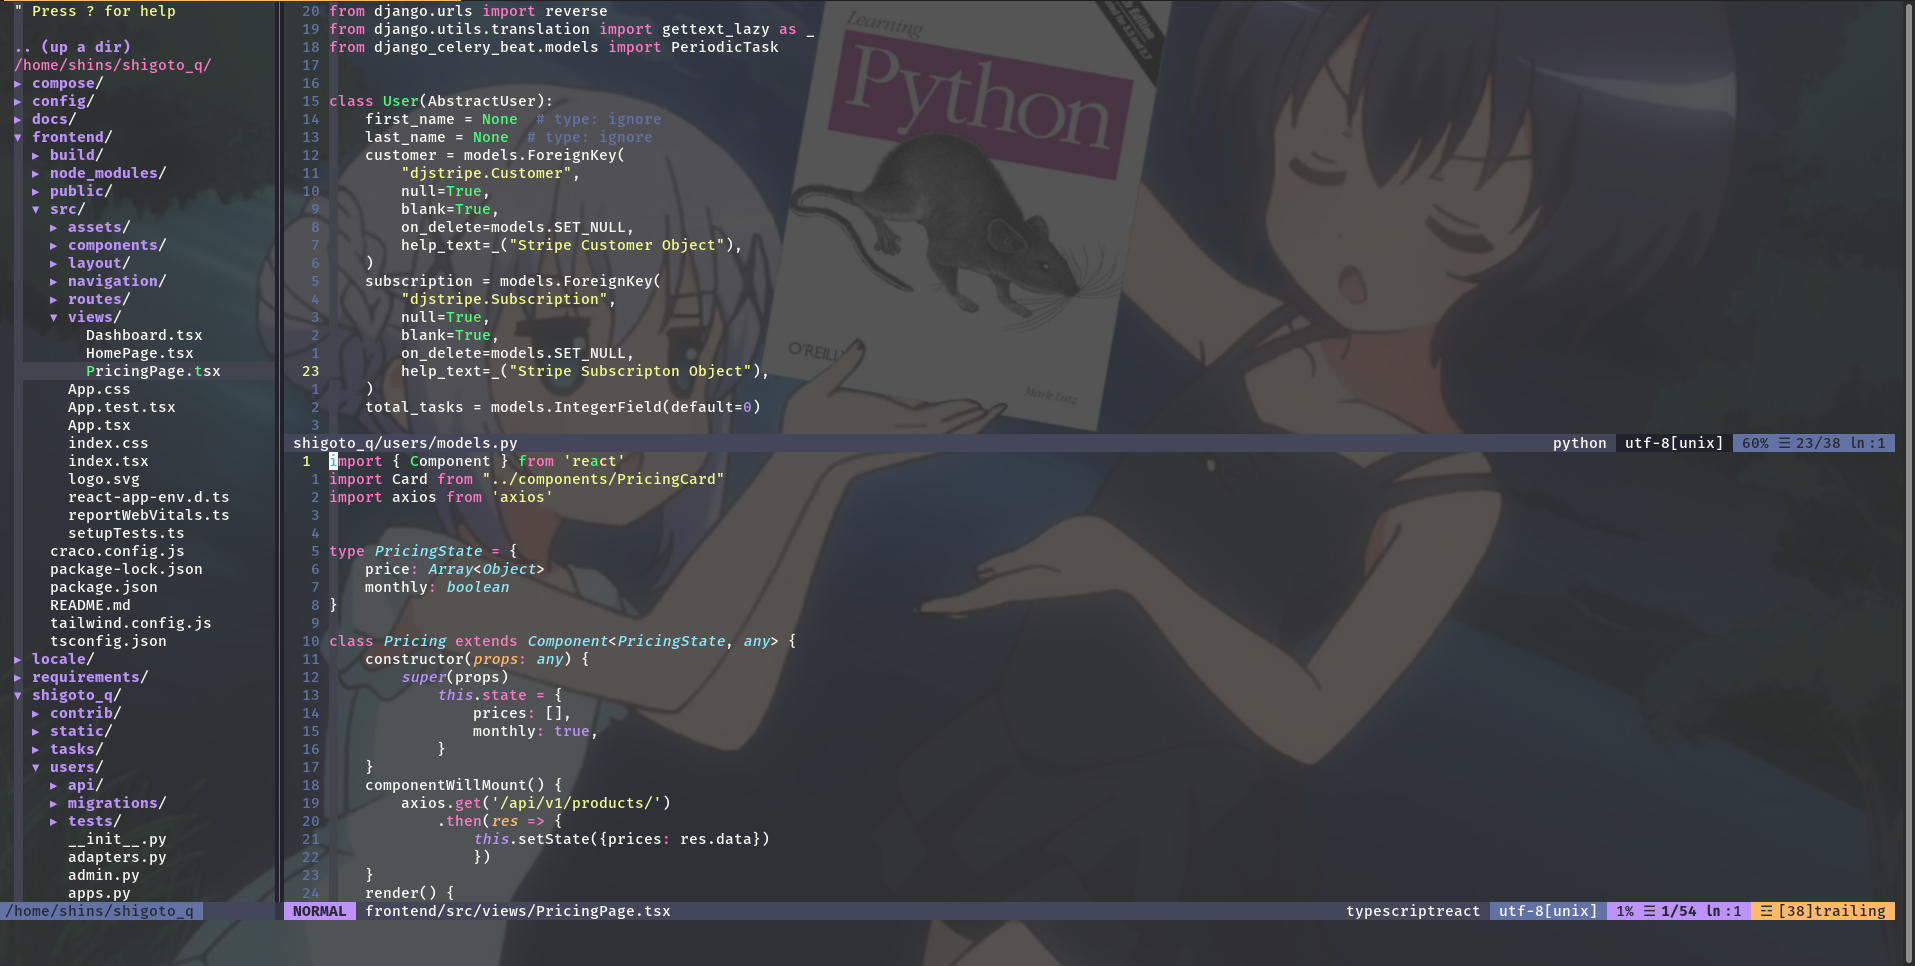 " Press ? for help
.. (up a dir)
/home/shins/shigoto_q/
▸ compose/
▸ config/
▸ docs/
▾ frontend/
▸ build/
▸ node_modules/
▸ public/
▾ src/
▸ assets/
▸ components/
▸ layout/
▸ navigation/
▸ routes/
▾ views/
Dashboard.tsx
HomePage.tsx
PricingPage.tsx
App.css
App.test.tsx
App.tsx
index.css
index.tsx
logo.svg
react-app-env.d.ts
reportWebVitals.ts
setupTests.ts
craco.config.js
package-lock.json
package.json
README.md
tailwind.config.js
tsconfig.json
▸ locale/
▸ requirements/
▾ shigoto_q/
▸ contrib/
▸ static/
▸ tasks/
▾ users/
▸ api/
▸ migrations/
▸ tests/
__init__.py
adapters.py
admin.py
apps.py
/home/shins/shigoto_q
20 from django.urls import reverse
19 from django.utils.translation import gettext_lazy as _
18 from django_celery_beat.models import PeriodicTask
17
16
15 class User(AbstractUser):
14     first_name = None  # type: ignore
13     last_name = None  # type: ignore
12     customer = models.ForeignKey(
11         "djstripe.Customer",
10         null=True,
9         blank=True,
8         on_delete=models.SET_NULL,
7         help_text=_("Stripe Customer Object"),
6     )
5     subscription = models.ForeignKey(
4         "djstripe.Subscription",
3         null=True,
2         blank=True,
1         on_delete=models.SET_NULL,
23         help_text=_("Stripe Subscripton Object"),
1     )
2     total_tasks = models.IntegerField(default=0)
3
shigoto_q/users/models.py python utf-8[unix] 60% ☰ 23/38 ln:1
1 import { Component } from 'react'
1 import Card from "../components/PricingCard"
2 import axios from 'axios'
3
4
5 type PricingState = {
6     price: Array<Object>
7     monthly: boolean
8 }
9
10 class Pricing extends Component<PricingState, any> {
11     constructor(props: any) {
12         super(props)
13             this.state = {
14                 prices: [],
15                 monthly: true,
16             }
17     }
18     componentWillMount() {
19         axios.get('/api/v1/products/')
20             .then(res => {
21                 this.setState({prices: res.data})
22                 })
23     }
24     render() {
NORMAL frontend/src/views/PricingPage.tsx typescriptreact utf-8[unix] 1% ☰ 1/54 ln:1 ☲ [38]trailing
Learning
Python
O'REILLY
Mark Lutz